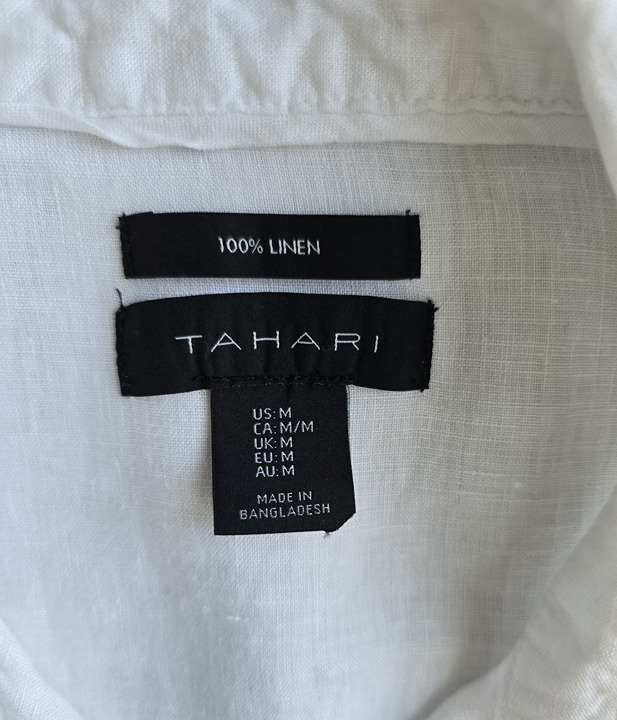 100% LINEN
TAHARI
US: M
CA: M/M
UK: M
EU: M
AU: M
MADE IN
BANGLADESH